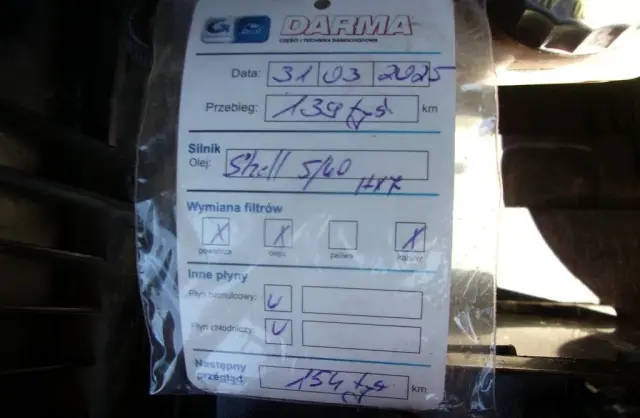 DARMA
CZĘŚCI I TECHNIKA SAMOCHODOWA
Data: 31 03 2025
Przebieg: 139 tyś km
Silnik
Olej: Shell 5/40 HX7
Wymiana filtrów
X X X
powietrza oleju paliwa kabiny
Inne płyny
Płyn hamulcowy: V
Płyn chłodniczy: V
Następny
przegląd: 154 tyś km